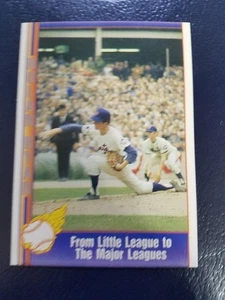 From Little League to
The Major Leagues